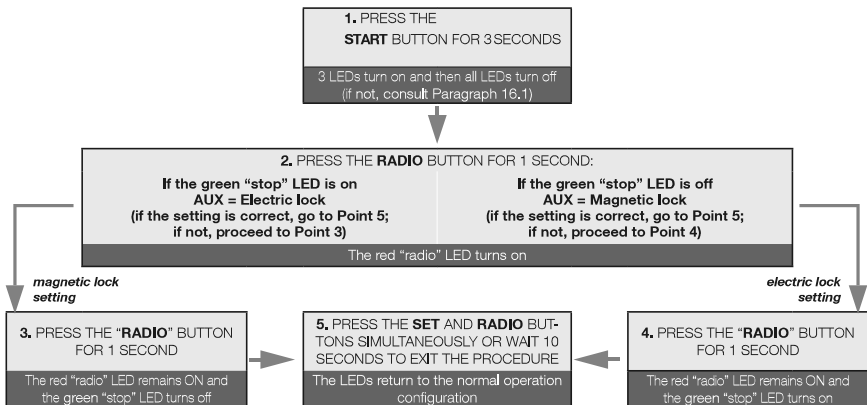 1. PRESS THE
START BUTTON FOR 3 SECONDS
3 LEDs turn on and then all LEDs turn off
(if not, consult Paragraph 16.1)
2. PRESS THE RADIO BUTTON FOR 1 SECOND:
If the green “stop” LED is on
AUX = Electric lock
(if the setting is correct, go to Point 5;
if not, proceed to Point 3)
If the green “stop” LED is off
AUX = Magnetic lock
(if the setting is correct, go to Point 5;
if not, proceed to Point 4)
The red “radio” LED turns on
magnetic lock
setting
electric lock
setting
3. PRESS THE “RADIO” BUTTON
FOR 1 SECOND
The red “radio” LED remains ON and
the green “stop” LED turns off
5. PRESS THE SET AND RADIO BUT-
TONS SIMULTANEOUSLY OR WAIT 10
SECONDS TO EXIT THE PROCEDURE
The LEDs return to the normal operation
configuration
4. PRESS THE “RADIO” BUTTON
FOR 1 SECOND
The red “radio” LED remains ON and
the green “stop” LED turns on